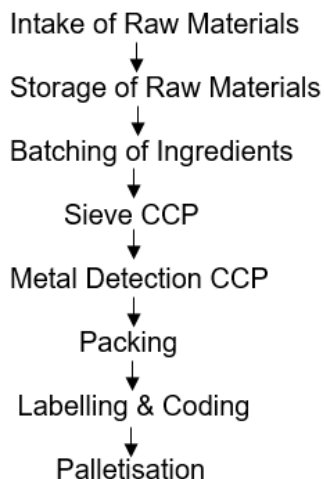 Intake of Raw Materials
Storage of Raw Materials
Batching of Ingredients
Sieve CCP
Metal Detection CCP
Packing
Labelling & Coding
Palletisation